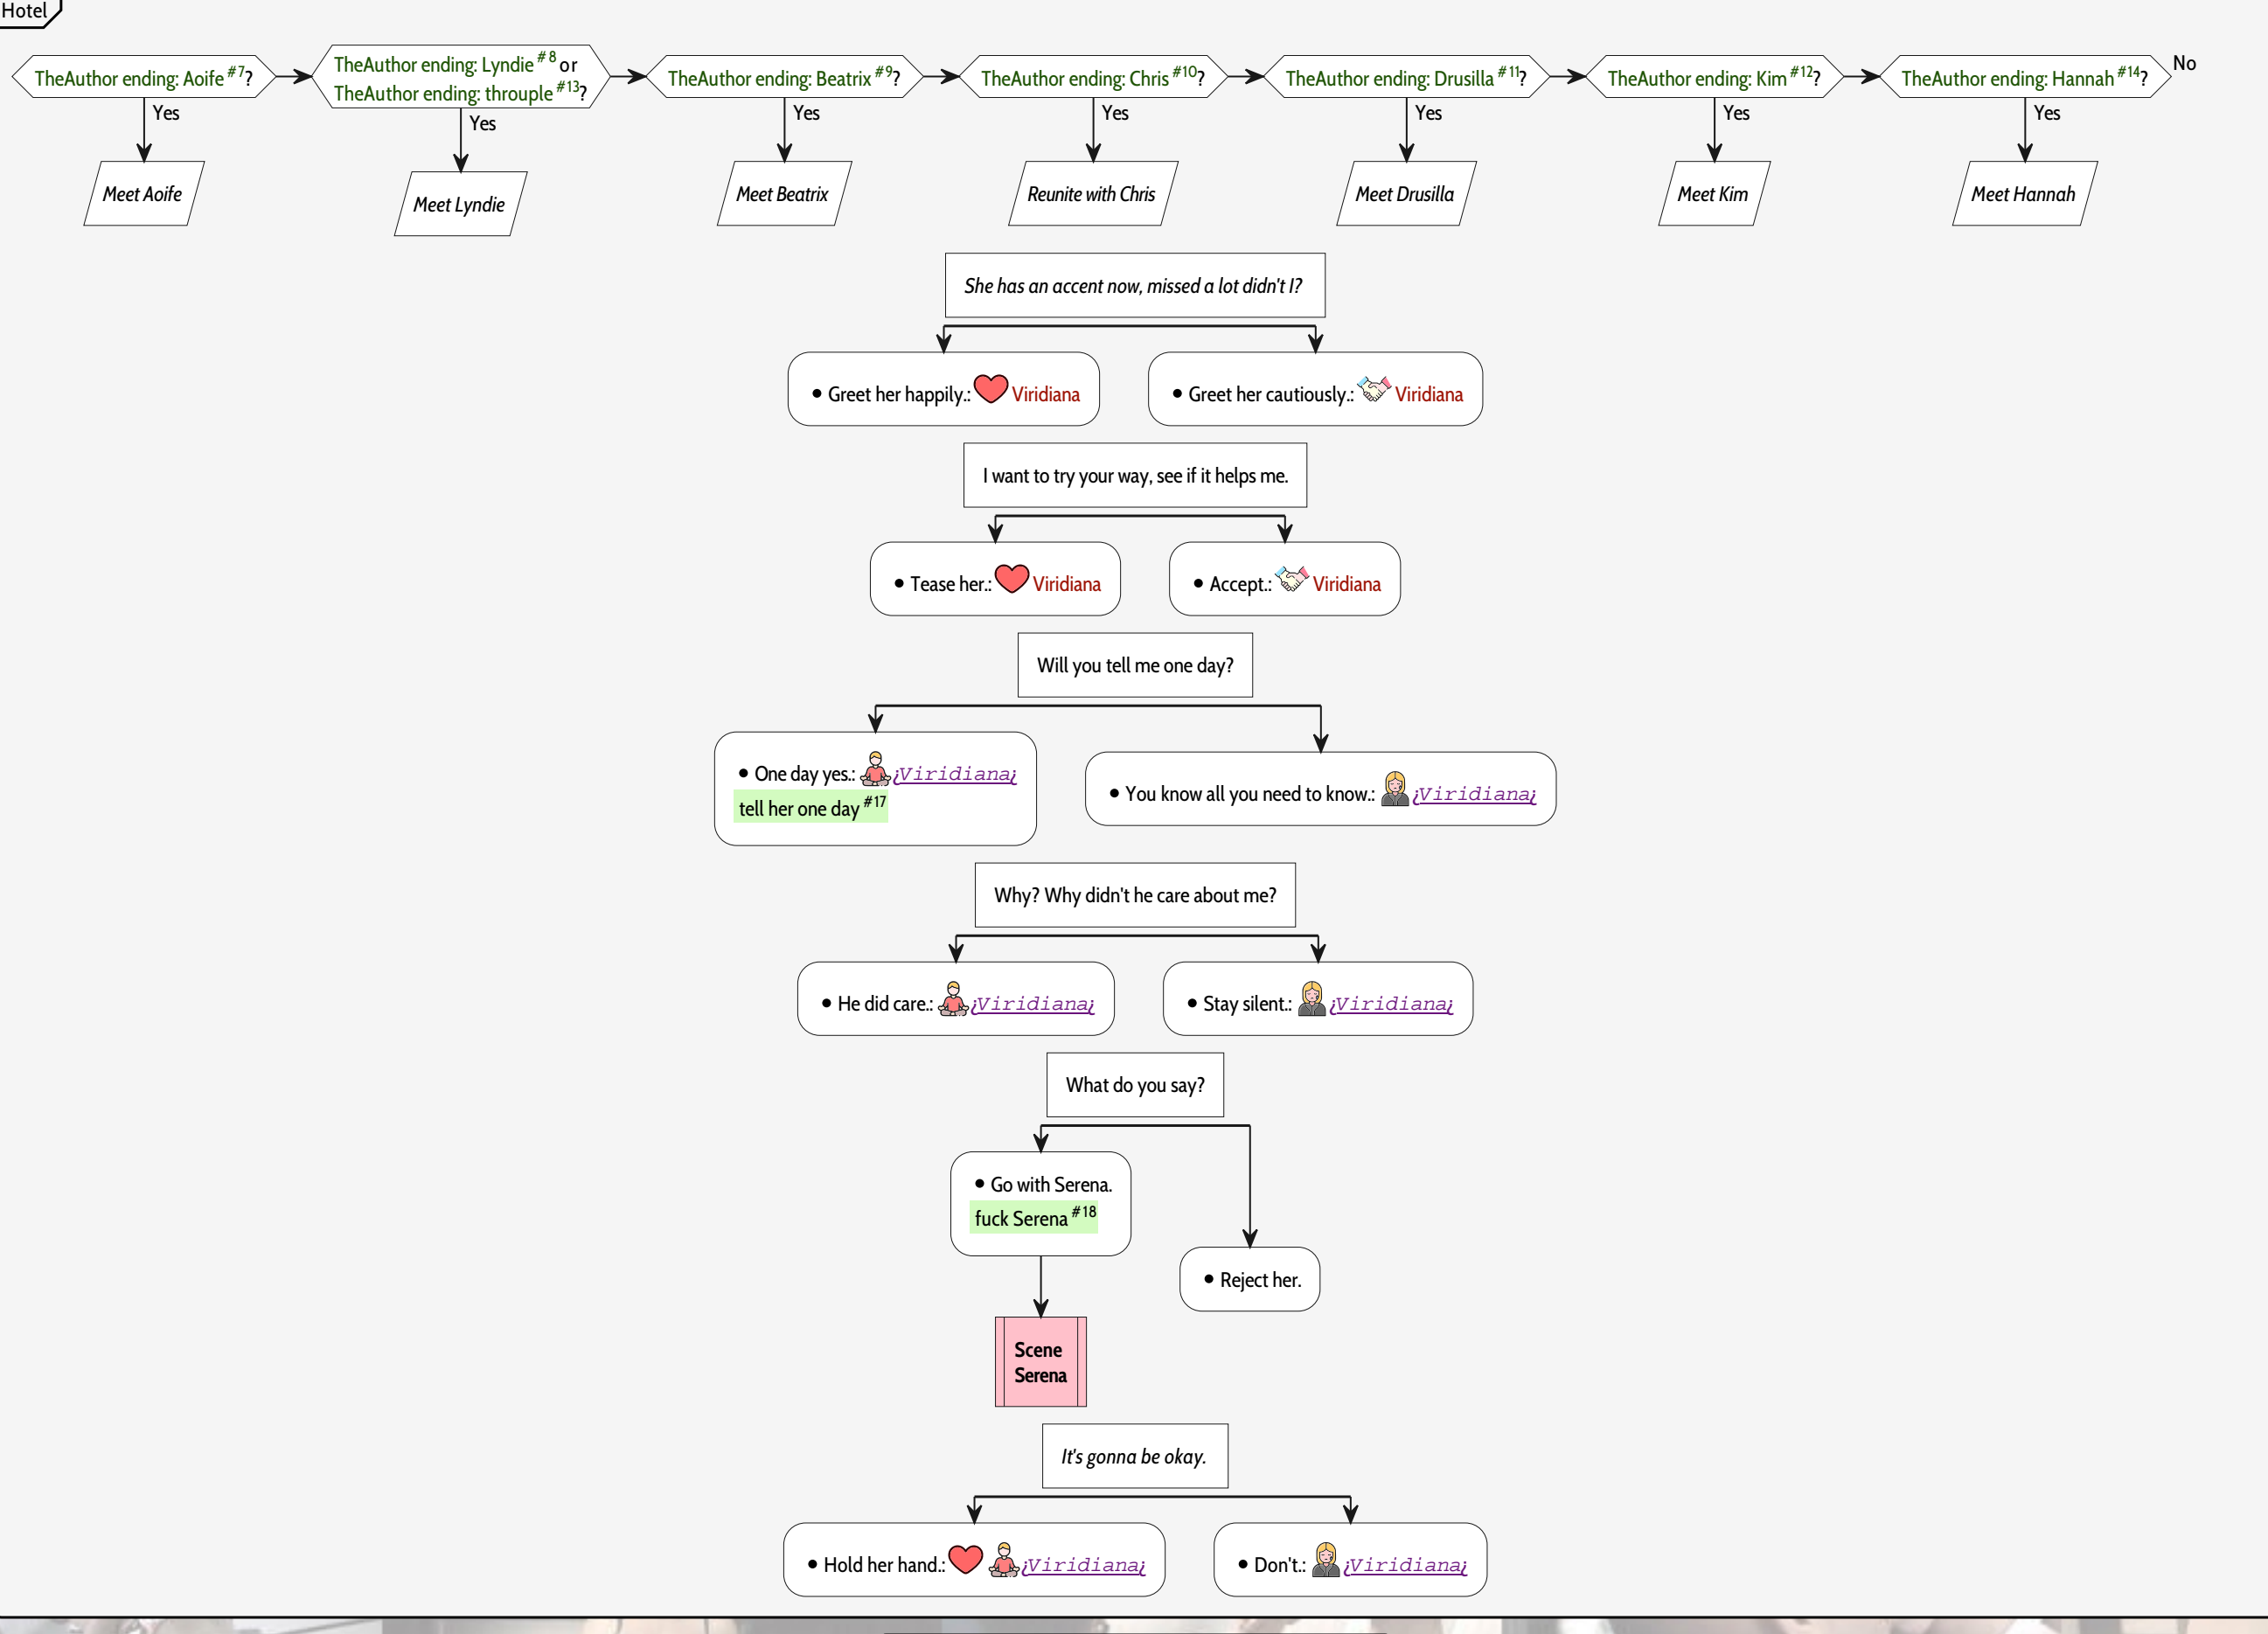 Hotel
TheAuthor ending: Aoife #7?
TheAuthor ending: Lyndie #8 or
TheAuthor ending: throuple #13?
TheAuthor ending: Beatrix #9?
TheAuthor ending: Chris #10?
TheAuthor ending: Drusilla #11?
TheAuthor ending: Kim #12?
TheAuthor ending: Hannah #14?
No
Yes
Yes
Yes
Yes
Yes
Yes
Yes
Meet Aoife
Meet Lyndie
Meet Beatrix
Reunite with Chris
Meet Drusilla
Meet Kim
Meet Hannah
She has an accent now, missed a lot didn't I?
• Greet her happily.: Viridiana
• Greet her cautiously.: Viridiana
I want to try your way, see if it helps me.
• Tease her.: Viridiana
• Accept.: Viridiana
Will you tell me one day?
• One day yes.: ¿Viridiana¿
tell her one day #17
• You know all you need to know.: ¿Viridiana¿
Why? Why didn't he care about me?
• He did care.: ¿Viridiana¿
• Stay silent.: ¿Viridiana¿
What do you say?
• Go with Serena.
fuck Serena #18
• Reject her.
Scene
Serena
It's gonna be okay.
• Hold her hand.: ¿Viridiana¿
• Don't.: ¿Viridiana¿